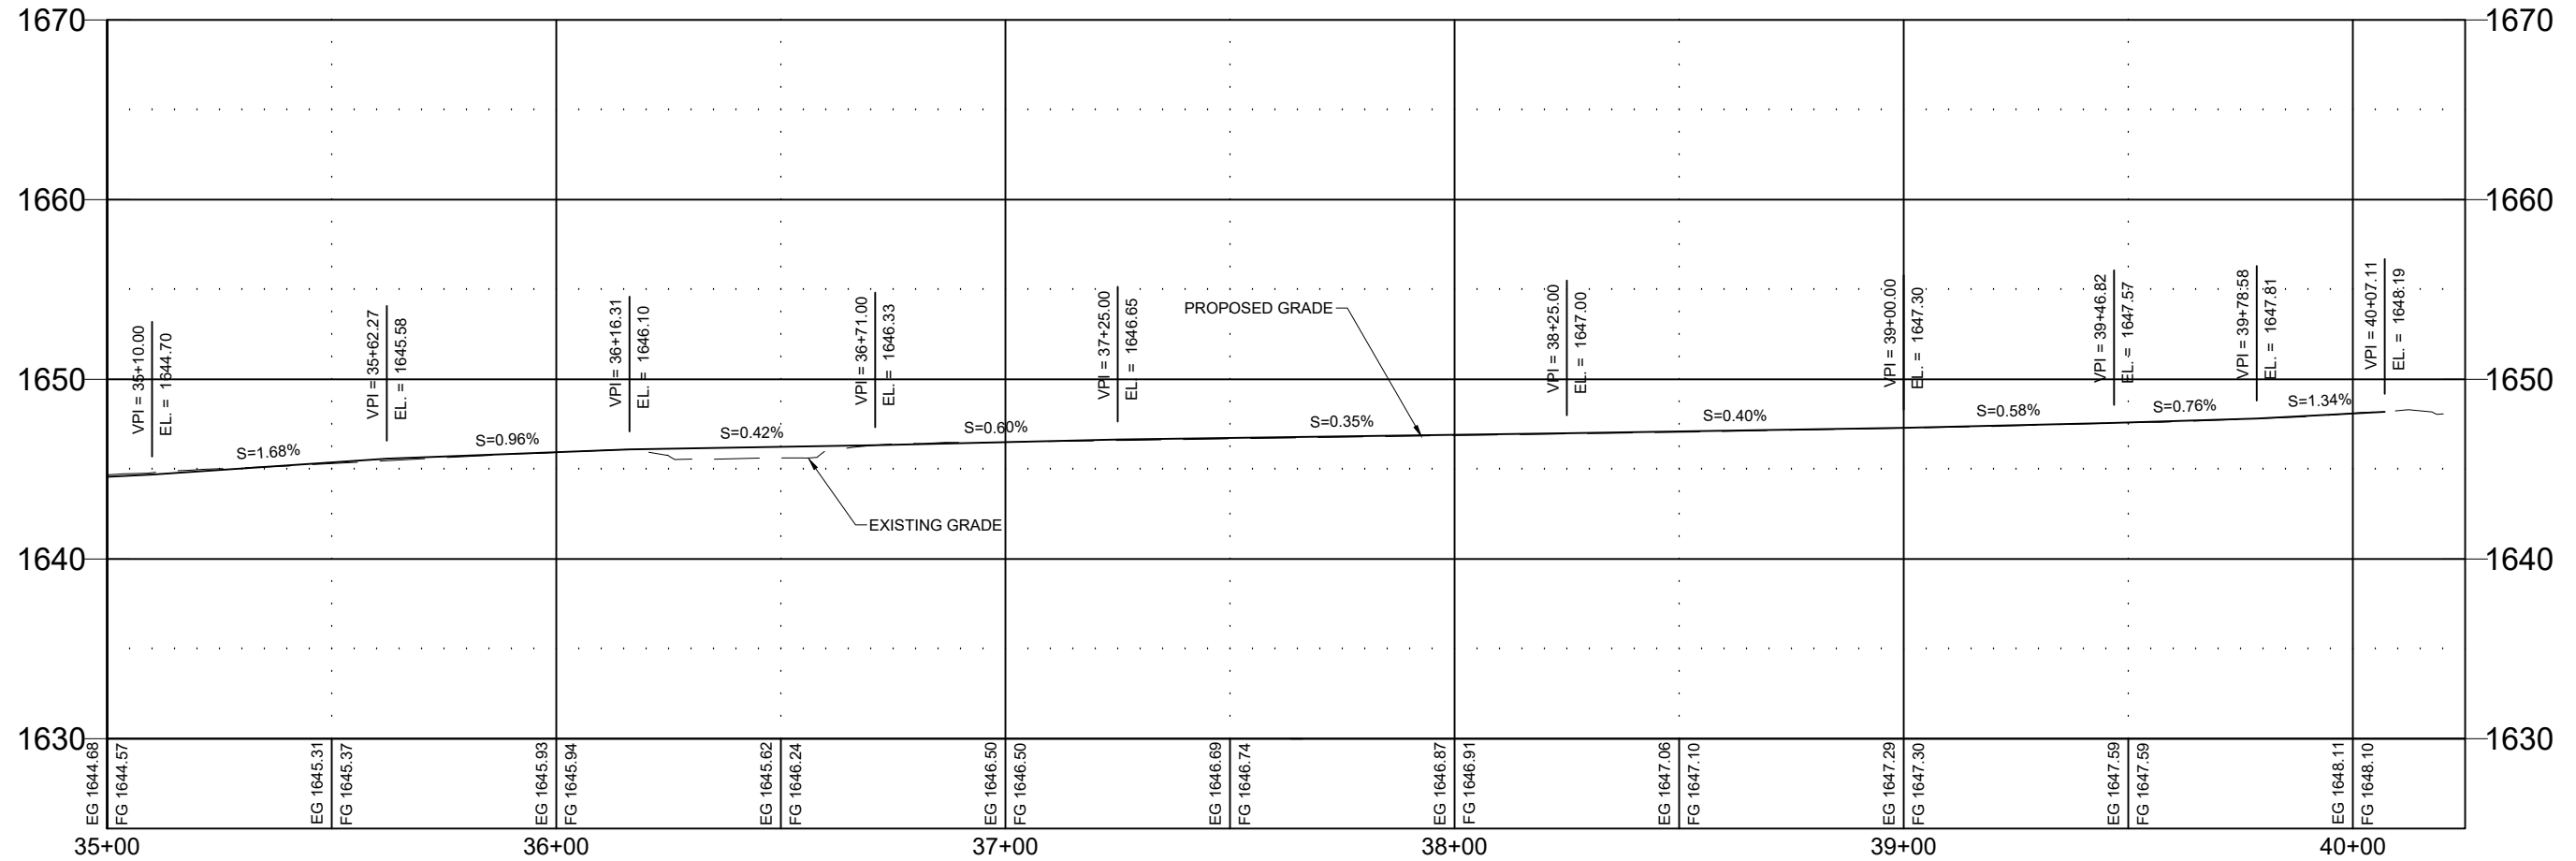 1670
1670
1660
1660
1650
1650
1640
1640
1630
1630
VPI = 35+10.00
EL. = 1644.70
VPI = 35+62.27
EL. = 1645.58
VPI = 36+16.31
EL. = 1646.10
VPI = 36+71.00
EL. = 1646.33
VPI = 37+25.00
EL. = 1646.65
VPI = 38+25.00
EL. = 1647.00
VPI = 39+00.00
EL. = 1647.30
VPI = 39+46.82
EL. = 1647.57
VPI = 39+78.58
EL. = 1647.81
VPI = 40+07.11
EL. = 1648.19
PROPOSED GRADE
S=1.68%
S=0.96%
S=0.42%
S=0.60%
S=0.35%
S=0.40%
S=0.58%
S=0.76%
S=1.34%
EXISTING GRADE
EG 1644.68
FG 1644.57
EG 1645.31
FG 1645.37
EG 1645.93
FG 1645.94
EG 1645.62
FG 1646.24
EG 1646.50
FG 1646.50
EG 1646.69
FG 1646.74
EG 1646.87
FG 1646.91
EG 1647.06
FG 1647.10
EG 1647.29
FG 1647.30
EG 1647.59
FG 1647.59
EG 1648.11
FG 1648.10
35+00
36+00
37+00
38+00
39+00
40+00